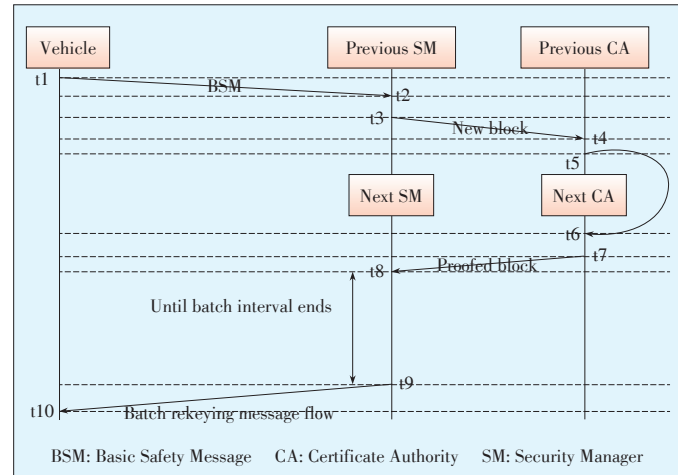 Vehicle
Previous SM
Previous CA
t1
BSM
t2
t3
New block
t4
t5
Next SM
Next CA
t6
t7
Proofed block
t8
Until batch interval ends
t9
t10
Batch rekeying message flow
BSM: Basic Safety Message CA: Certificate Authority SM: Security Manager